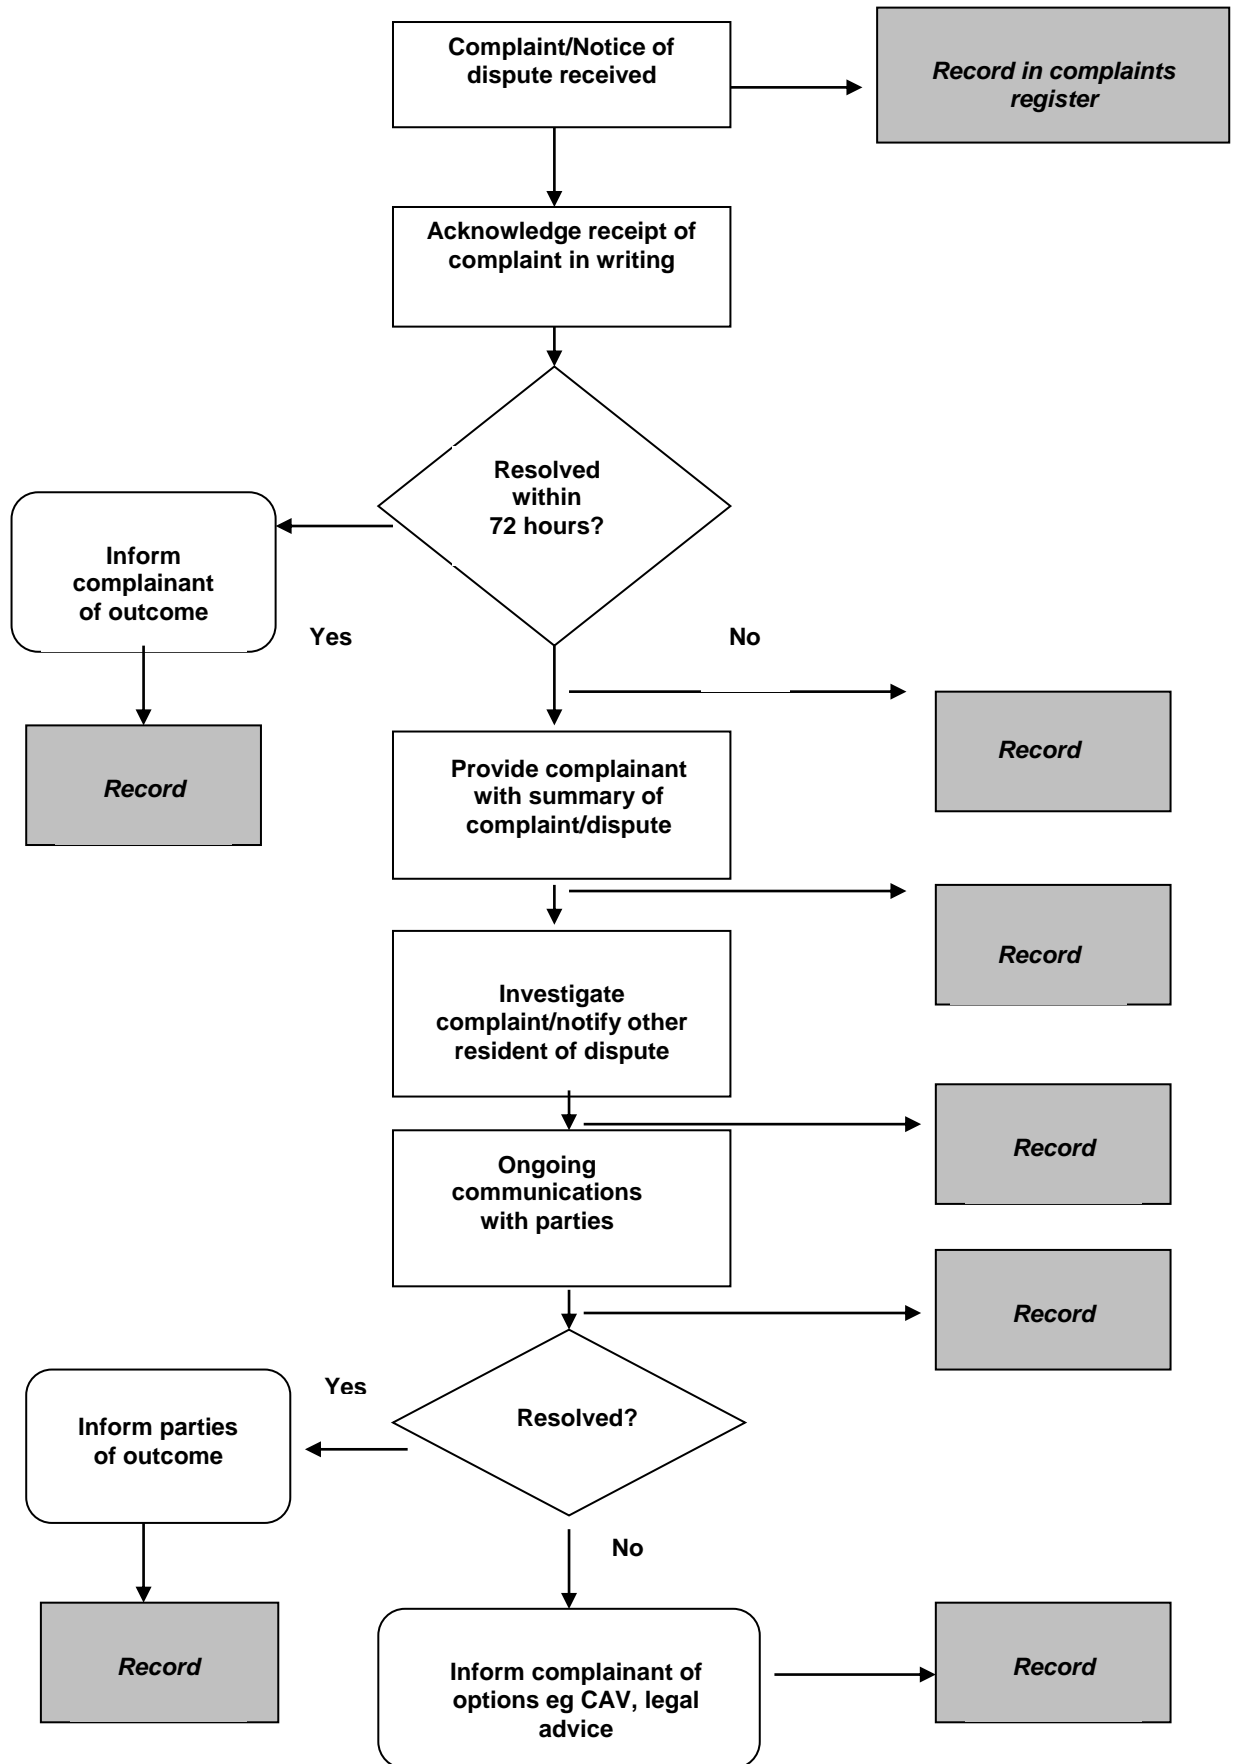 Complaint/Notice of
dispute received
Record in complaints
register
Acknowledge receipt of
complaint in writing
Resolved
within
72 hours?
Inform
complainant
of outcome
Yes
No
Record
Record
Provide complainant
with summary of
complaint/dispute
Record
Investigate
complaint/notify other
resident of dispute
Record
Ongoing
communications
with parties
Record
Yes
Resolved?
Inform parties
of outcome
No
Record
Inform complainant of
options eg CAV, legal
advice
Record